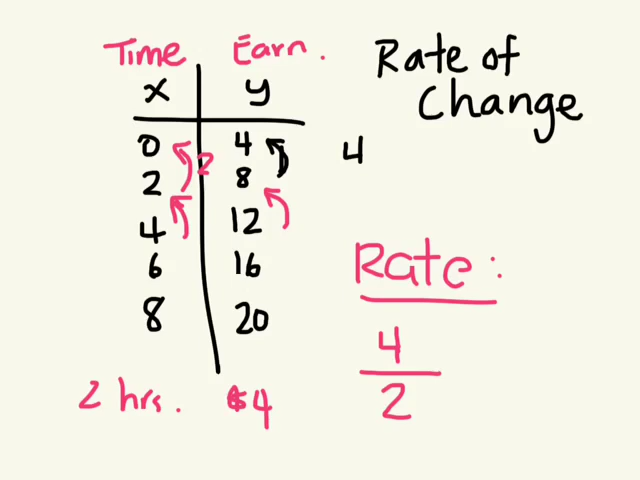 Time Earn.
x y
0 4
2 8
4 12
6 16
8 20
2
2 hrs. $4
Rate of
Change
4
Rate:
4
2